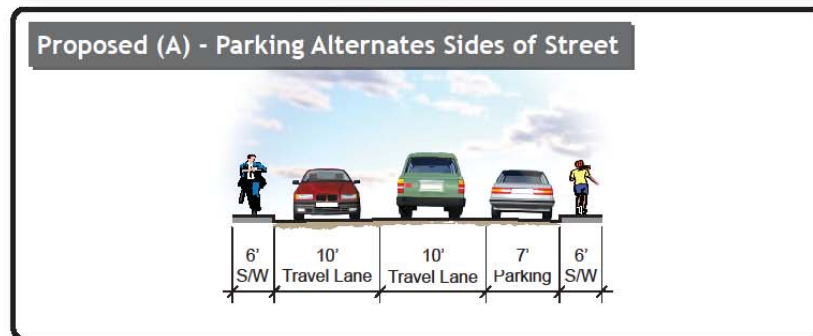 Proposed (A) - Parking Alternates Sides of Street
6' 10' 10' 7' 6'
S/W Travel Lane Travel Lane Parking S/W